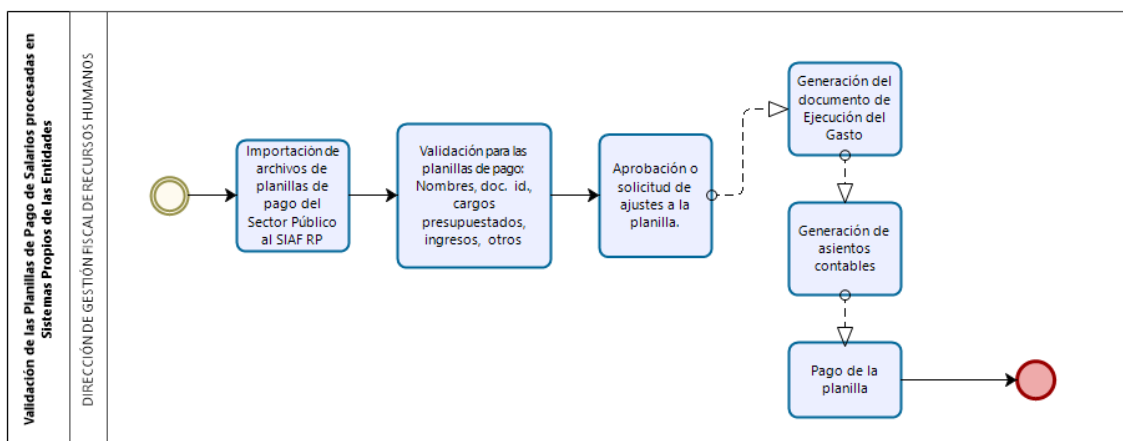 Validación de las Planillas de Pago de Salarios procesadas en
Sistemas Propios de las Entidades
DIRECCIÓN DE GESTIÓN FISCAL DE RECURSOS HUMANOS
Importación de
archivos de
planillas de
pago del
Sector Público
al SIAF RP
Validación para las
planillas de pago:
Nombres, doc. id.,
cargos
presupuestados,
ingresos, otros
Aprobación o
solicitud de
ajustes a la
planilla.
Generación del
documento de
Ejecución del
Gasto
Generación de
asientos
contables
Pago de la
planilla